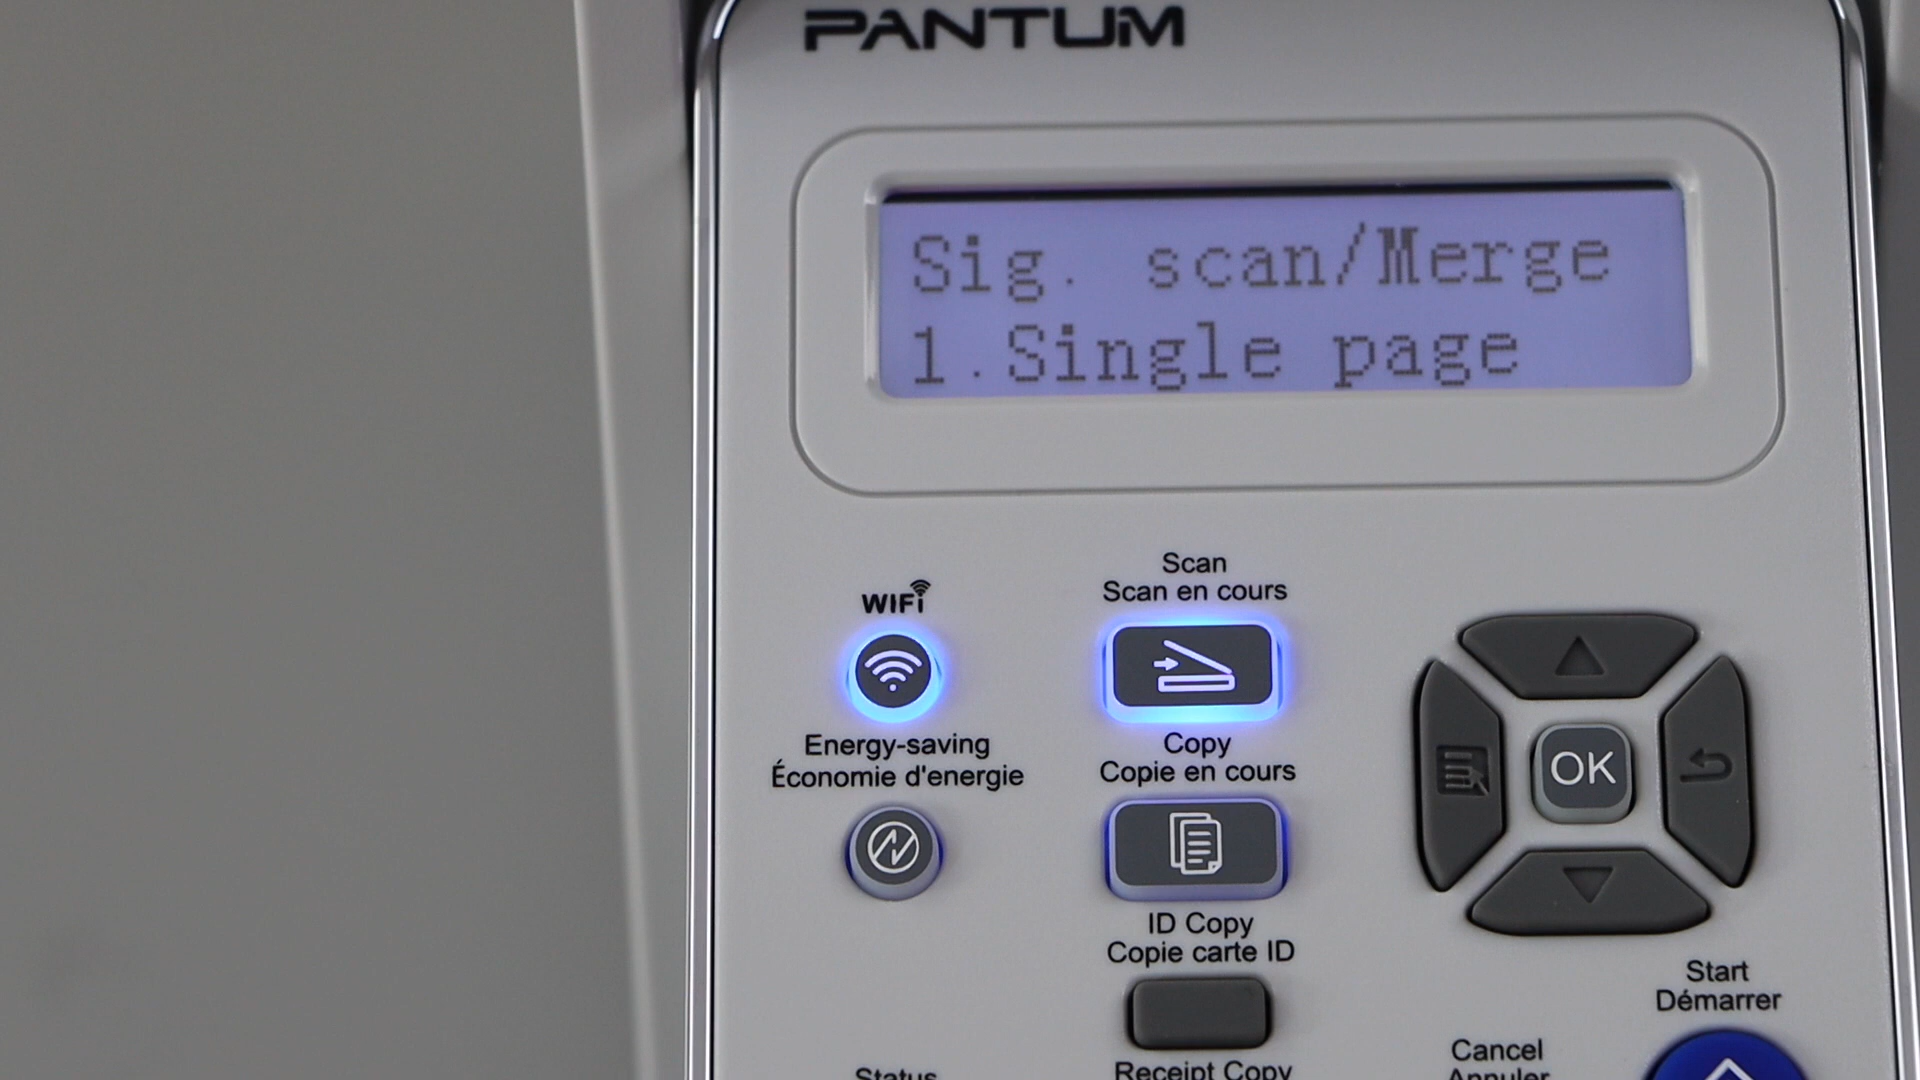 PANTUM
Sig. scan/Merge
1.Single page
WIFi
Scan
Scan en cours
Energy-saving
Économie d'energie
Copy
Copie en cours
OK
ID Copy
Copie carte ID
Start
Démarrer
Cancel
Annuler
Status
Receipt Copy